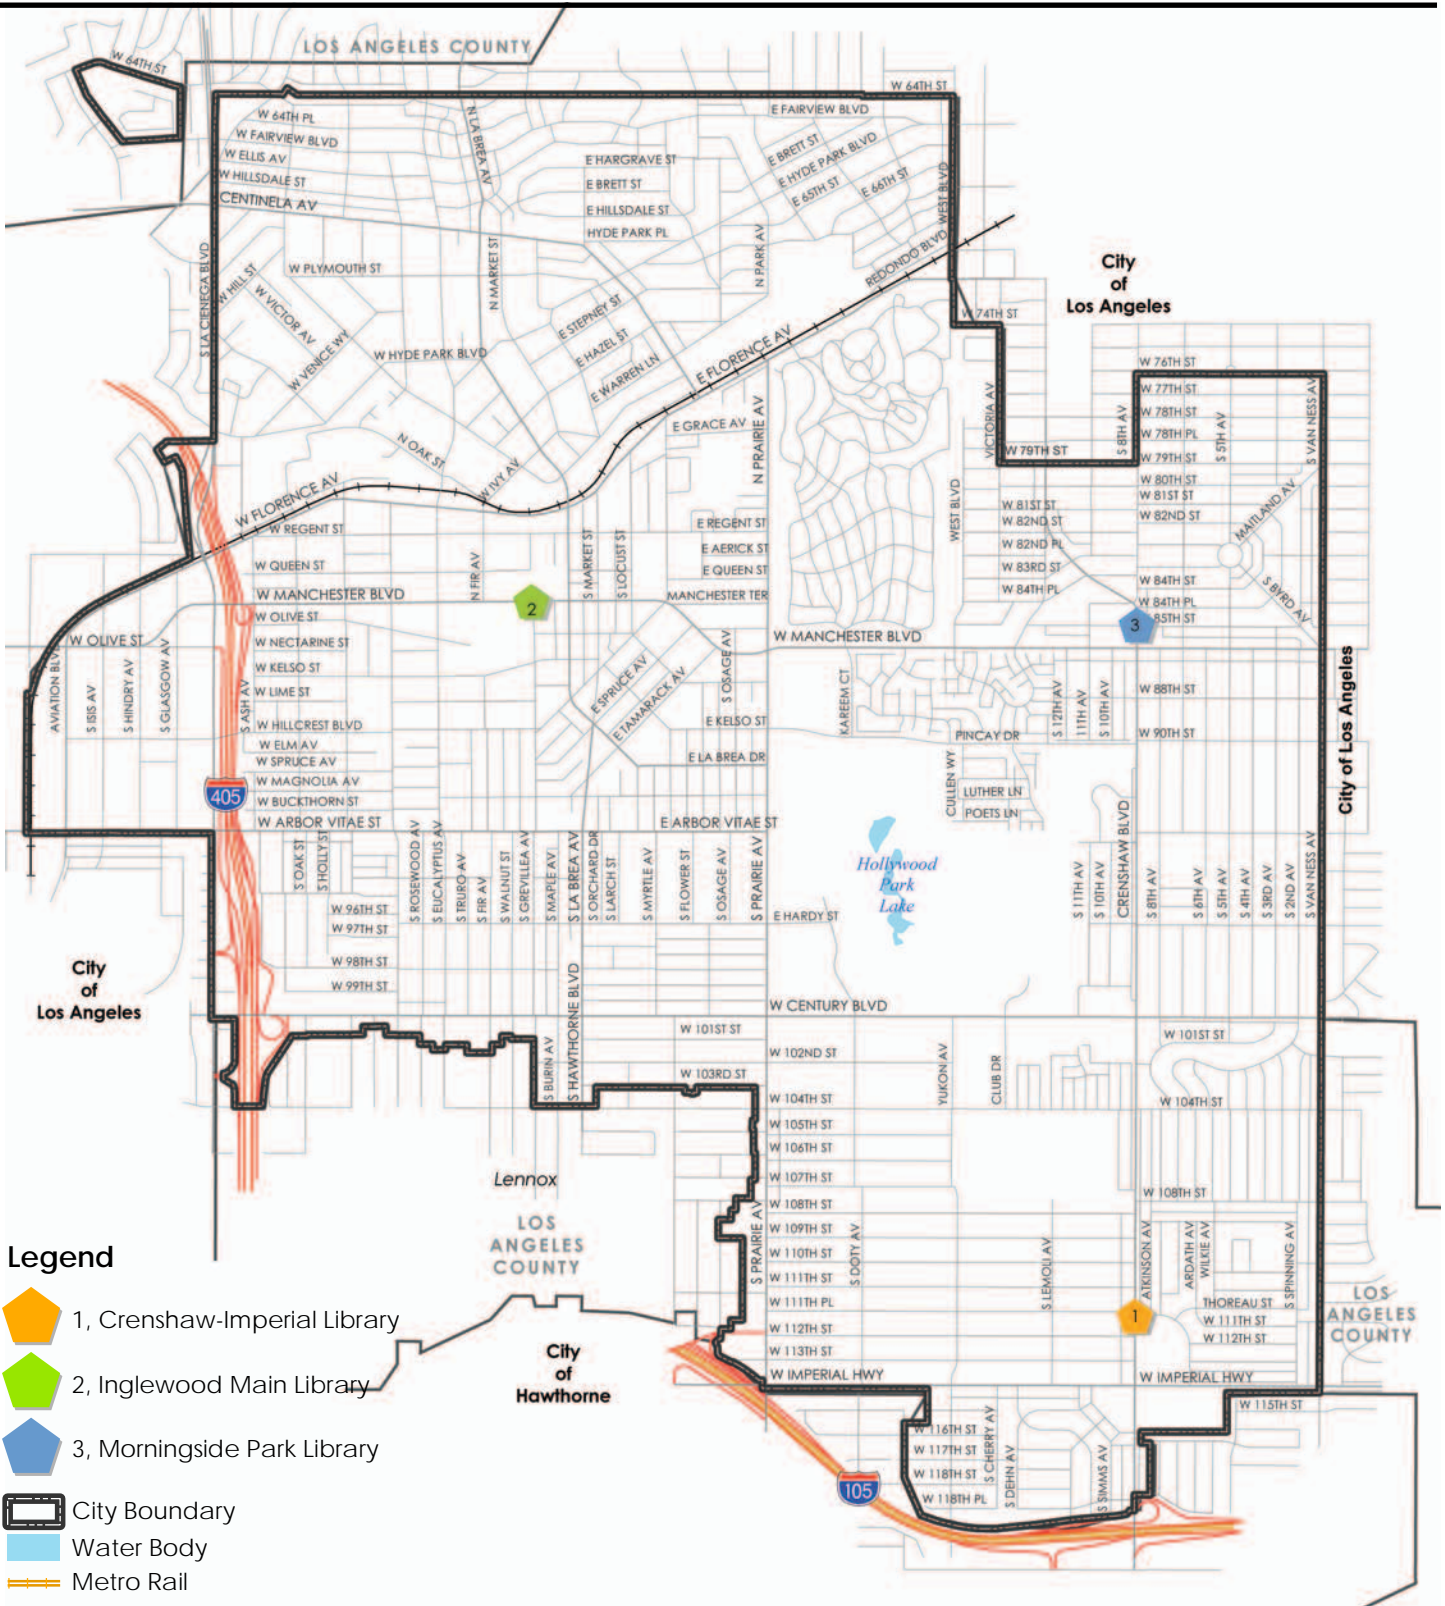 LOS ANGELES COUNTY
W 64TH ST
W 64TH ST
W 64TH PL
E FAIRVIEW BLVD
W FAIRVIEW BLVD
N LA BREA AV
W ELLIS AV
E HARGRAVE ST
E BRETT ST
E HYDE PARK BLVD
W HILLSDALE ST
E BRETT ST
E 65TH ST
E 66TH ST
WEST BLVD
CENTINELA AV
E HILLSDALE ST
HYDE PARK PL
N PARK AV
REDONDO BLVD
S LA CIENEGA BLVD
W HILL ST
W PLYMOUTH ST
N MARKET ST
City
of
Los Angeles
W VICTOR AV
W VENICE WY
E STEPNEY ST
W 74TH ST
E HAZEL ST
W HYDE PARK BLVD
E WARREN LN
E FLORENCE AV
W 76TH ST
W 77TH ST
W 78TH ST
W 78TH PL
W 79TH ST
VICTORIA AV
S 8TH AV
S 5TH AV
S VAN NESS AV
W 79TH ST
N OAK ST
E GRACE AV
N PRAIRIE AV
W IVY AV
W FLORENCE AV
W 80TH ST
W 81ST ST
W 82ND ST
MAITLAND AV
W REGENT ST
E REGENT ST
WEST BLVD
W 81ST ST
W 82ND ST
W 82ND PL
W 83RD ST
W 84TH PL
E AERICK ST
E QUEEN ST
W QUEEN ST
N FIR AV
S MARKET ST
S LOCUST ST
W 84TH ST
W 84TH PL
85TH ST
S BYRD AV
W MANCHESTER BLVD
MANCHESTER TER
2
3
W OLIVE ST
W OLIVE ST
W NECTARINE ST
W MANCHESTER BLVD
W KELSO ST
W LIME ST
AVIATION BLVD
S ISIS AV
S HINDRY AV
S GLASGOW AV
S ASH AV
E SPRUCE AV
E TAMARACK AV
S OSAGE AV
KAREEM CT
S 12TH AV
11TH AV
S 10TH AV
W 88TH ST
City of Los Angeles
W HILLCREST BLVD
E KELSO ST
PINCAY DR
W 90TH ST
W ELM AV
W SPRUCE AV
E LA BREA DR
W MAGNOLIA AV
405
W BUCKTHORN ST
CULLEN WY
LUTHER LN
POETS LN
W ARBOR VITAE ST
E ARBOR VITAE ST
CRENSHAW BLVD
S OAK ST
S HOLLY ST
S ROSEWOOD AV
S EUCALYPTUS AV
S TRURO AV
S FIR AV
S WALNUT ST
S GREVILLEA AV
S MAPLE AV
S LA BREA AV
S ORCHARD DR
S LARCH ST
S MYRTLE AV
S FLOWER ST
S OSAGE AV
S PRAIRIE AV
Hollywood
Park
Lake
S 11TH AV
S 10TH AV
S 8TH AV
S 6TH AV
S 5TH AV
S 4TH AV
S 3RD AV
S 2ND AV
S VAN NESS AV
E HARDY ST
W 96TH ST
W 97TH ST
W 98TH ST
W 99TH ST
City
of
Los Angeles
W CENTURY BLVD
S HAWTHORNE BLVD
S BURIN AV
W 101ST ST
W 101ST ST
W 102ND ST
W 103RD ST
YUKON AV
CLUB DR
W 104TH ST
W 104TH ST
W 105TH ST
W 106TH ST
W 107TH ST
W 108TH ST
W 108TH ST
W 109TH ST
W 110TH ST
W 111TH ST
W 111TH PL
W 112TH ST
W 113TH ST
Lennox
LOS
ANGELES
COUNTY
S PRAIRIE AV
S DOTY AV
S LEMOLI AV
ATKINSON AV
ARDATH AV
WILKIE AV
S SPINNING AV
THOREAU ST
W 111TH ST
W 112TH ST
1
LOS
ANGELES
COUNTY
City
of
Hawthorne
W IMPERIAL HWY
W IMPERIAL HWY
W 115TH ST
W 116TH ST
W 117TH ST
W 118TH ST
W 118TH PL
S CHERRY AV
S DEHN AV
S SIMMS AV
105
Legend
1, Crenshaw-Imperial Library
2, Inglewood Main Library
3, Morningside Park Library
City Boundary
Water Body
Metro Rail